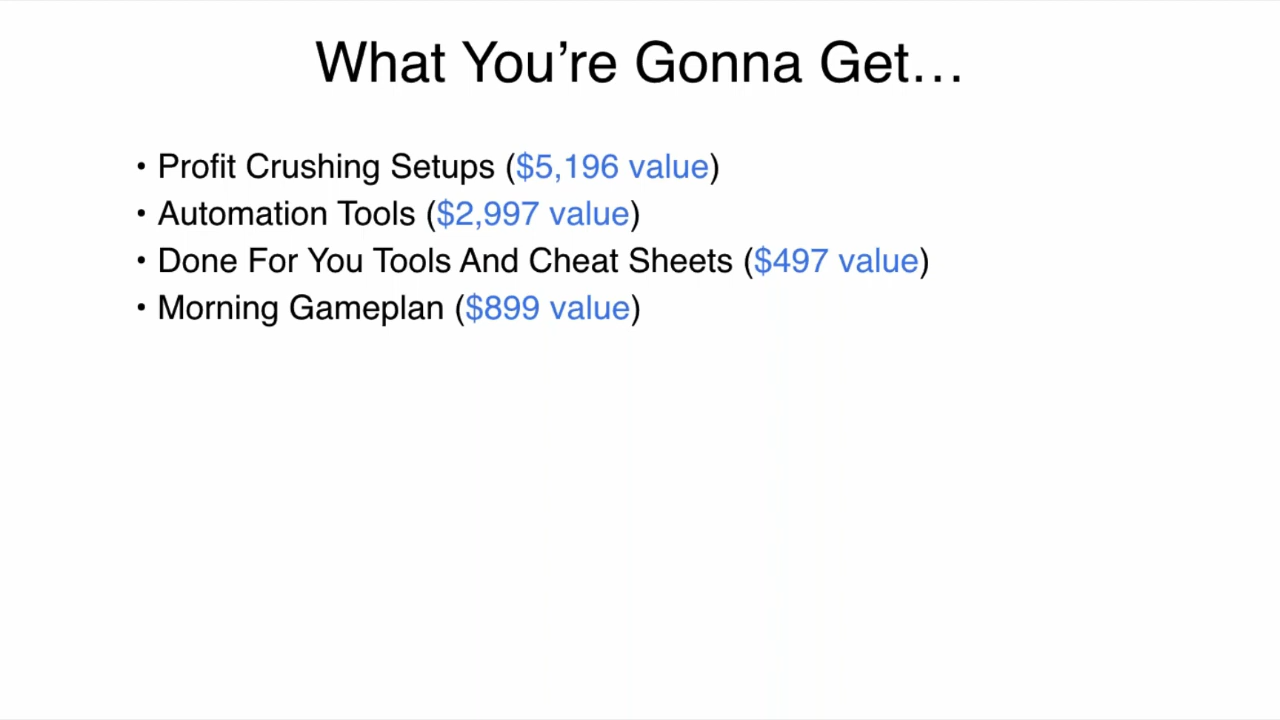 What You’re Gonna Get…
• Profit Crushing Setups ($5,196 value)
• Automation Tools ($2,997 value)
• Done For You Tools And Cheat Sheets ($497 value)
• Morning Gameplan ($899 value)